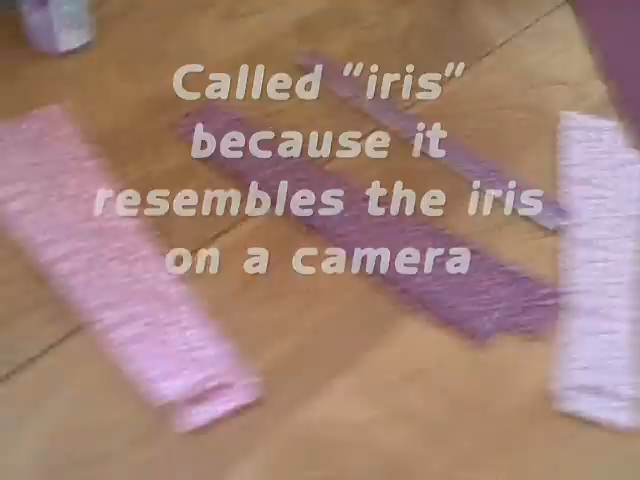 Called "iris"
because it
resembles the iris
on a camera